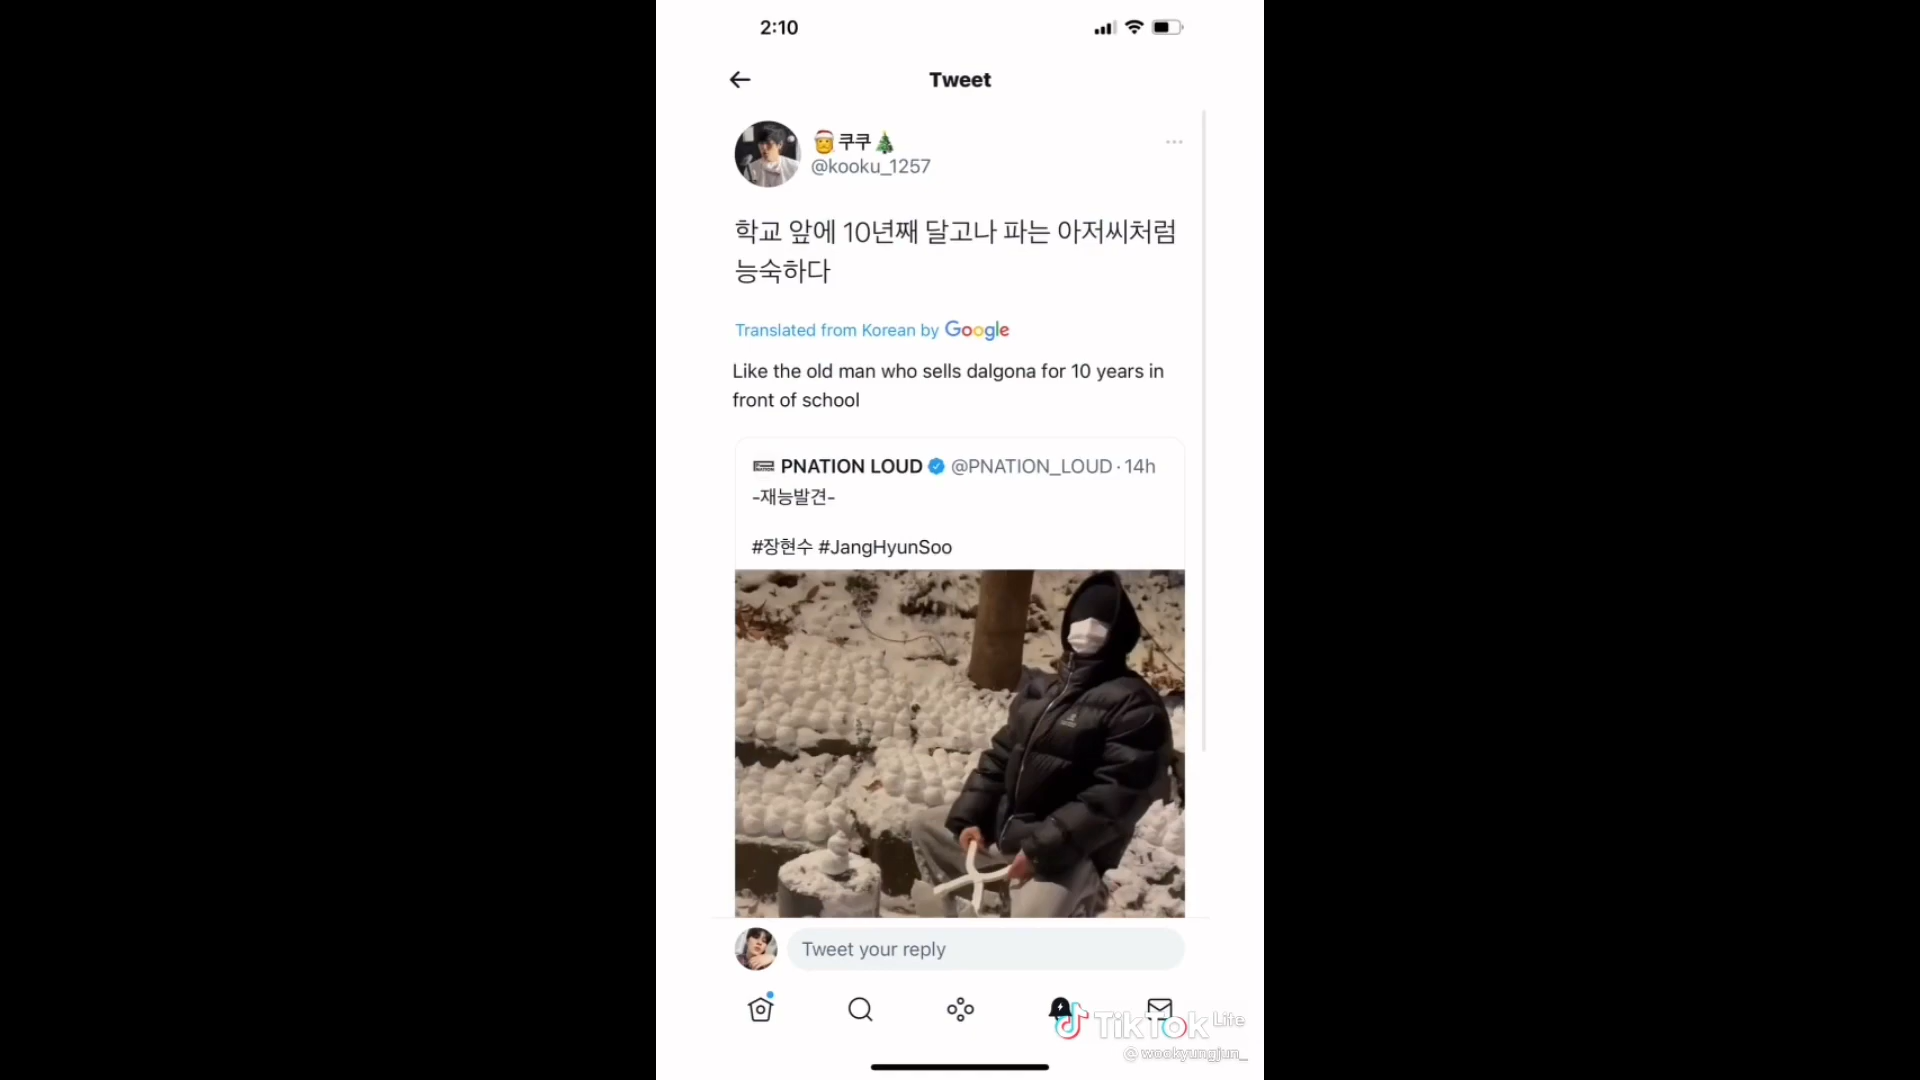 2:10
Tweet
🎅쿠쿠🎄
@kooku_1257
학교 앞에 10년째 달고나 파는 아저씨처럼
능숙하다
Translated from Korean by Google
Like the old man who sells dalgona for 10 years in
front of school
PNATION LOUD @PNATION_LOUD · 14h
-재능발견-
#장현수 #JangHyunSoo
Tweet your reply
TikTok Lite
@wookyungjun_